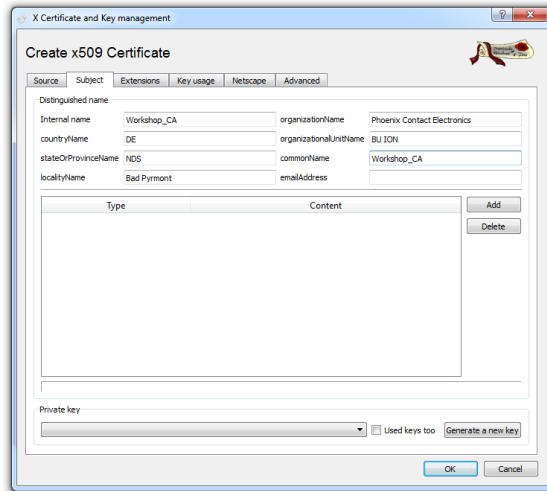 X Certificate and Key management
Create x509 Certificate
Source Subject Extensions Key usage Netscape Advanced
Distinguished name
Internal name Workshop_CA organizationName Phoenix Contact Electronics
countryName DE organizationalUnitName BU ION
stateOrProvinceName NDS commonName Workshop_CA
localityName Bad Pyrmont emailAddress
Type Content Add
Delete
Private key
Used keys too Generate a new key
OK Cancel